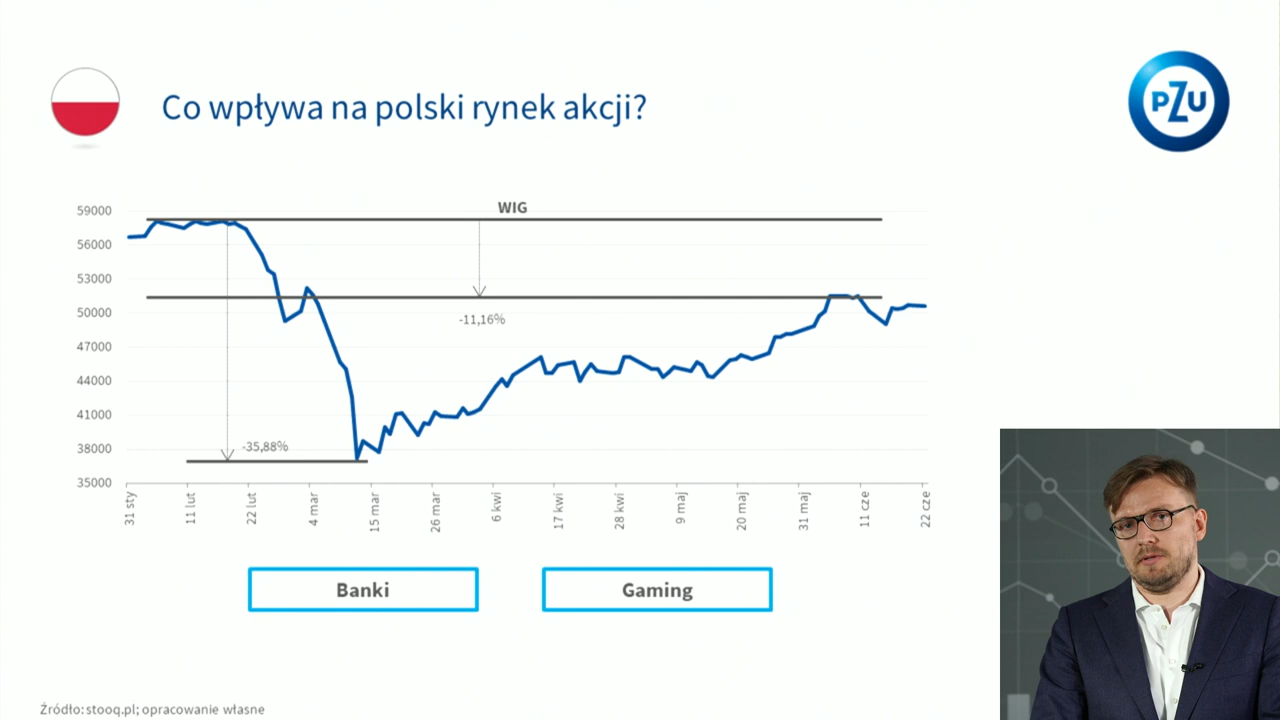 Co wpływa na polski rynek akcji?
PZU
WIG
59000
56000
53000
50000
47000
44000
41000
38000
35000
-11,16%
-35,88%
31 sty
11 lut
22 lut
4 mar
15 mar
26 mar
6 kwi
17 kwi
28 kwi
9 maj
20 maj
31 maj
11 cze
22 cze
Banki
Gaming
Źródło: stooq.pl; opracowanie własne